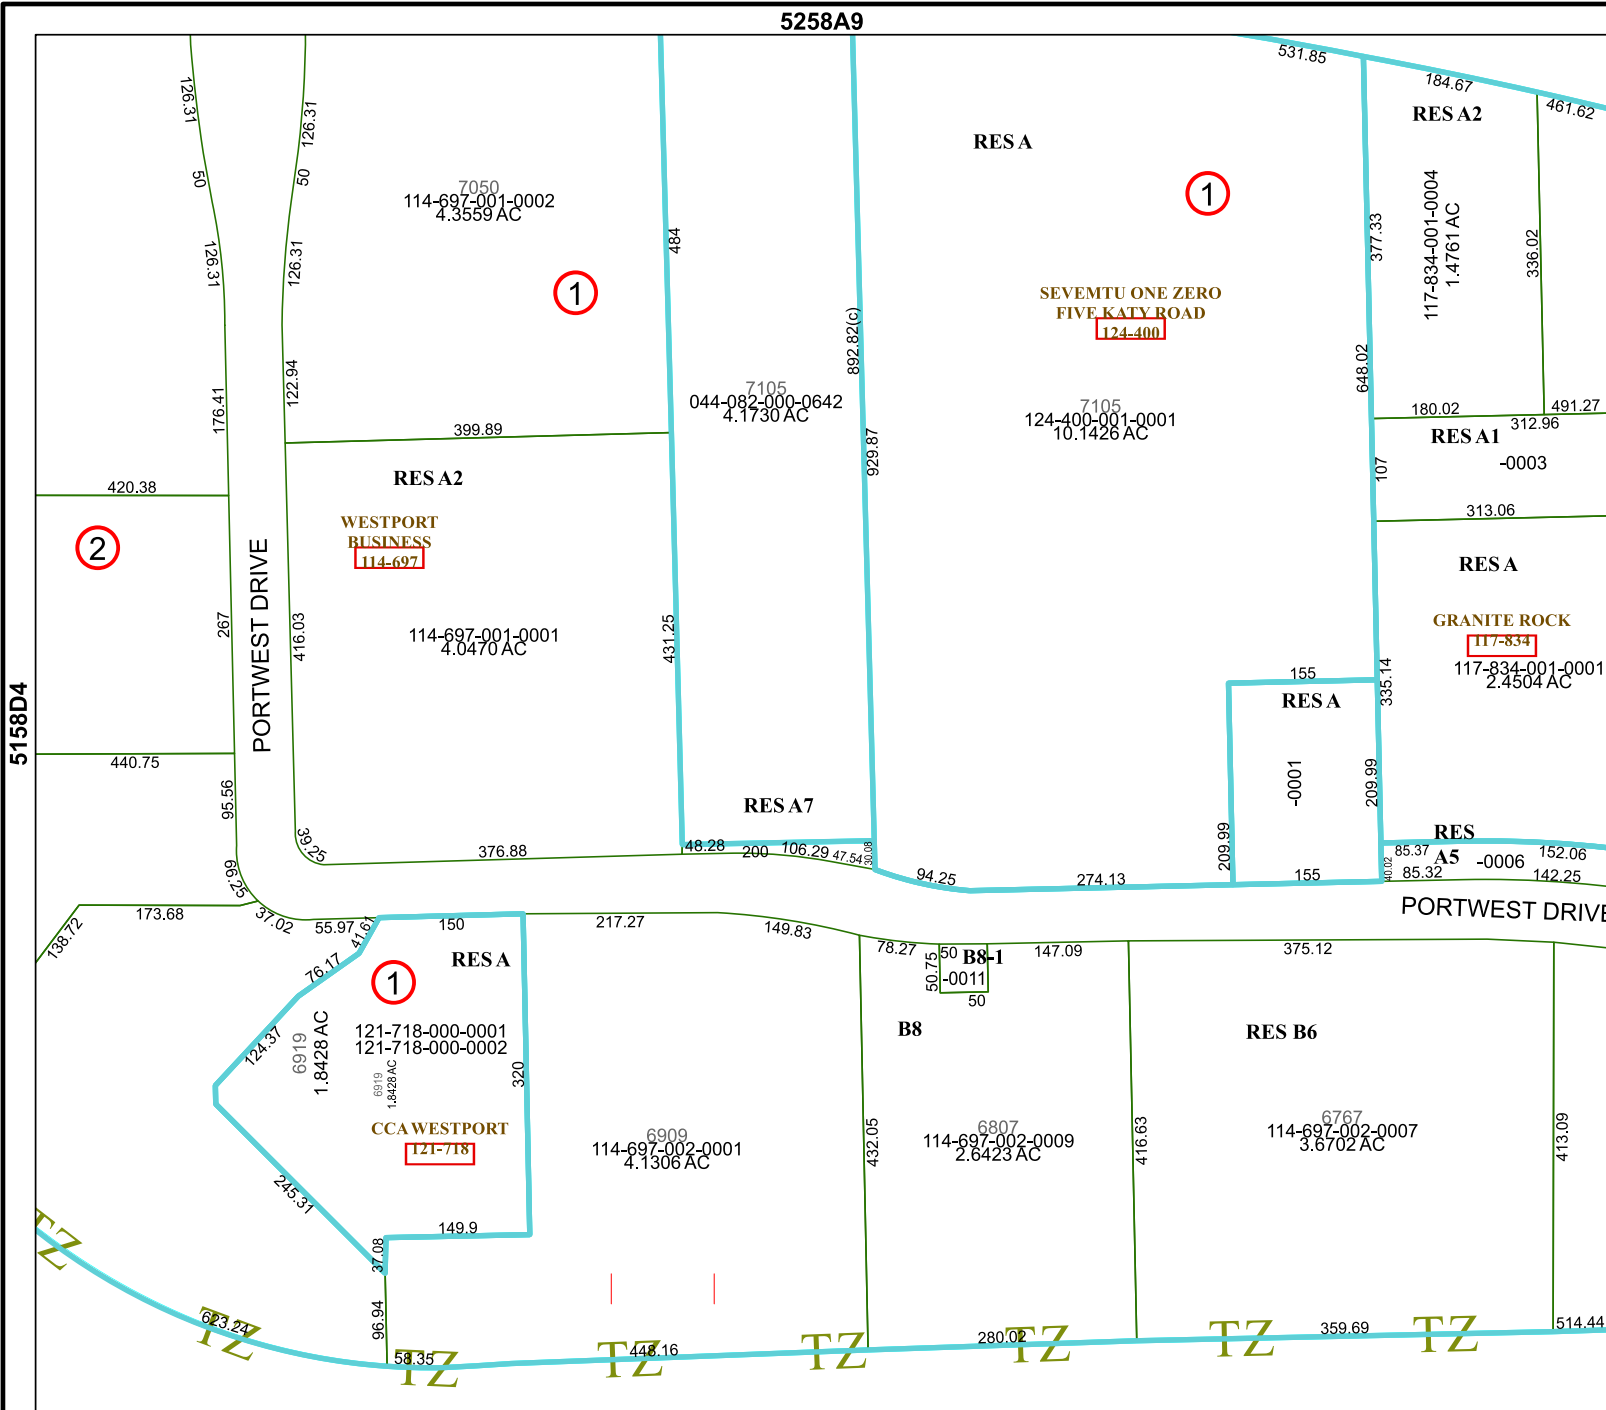 5258A9
5158D4
531.85
184.67
461.62
126.31
126.31
50
50
126.31
126.31
RES A
RES A2
7050
114-697-001-0002
4.3559 AC
1
1
484
377.33
117-834-001-0004
1.4761 AC
336.02
SEVEMTU ONE ZERO
FIVE KATY ROAD
124-400
892.82(c)
648.02
176.41
122.94
7105
044-082-000-0642
4.1730 AC
7105
124-400-001-0001
10.1426 AC
180.02
491.27
312.96
399.89
RES A1
-0003
929.87
107
RES A2
420.38
313.06
WESTPORT
BUSINESS
114-697
2
RES A
267
PORTWEST DRIVE
416.03
114-697-001-0001
4.0470 AC
431.25
GRANITE ROCK
117-834
117-834-001-0001
2.4504 AC
155
335.14
RES A
440.75
95.56
-0001
209.99
209.99
RES A7
39.25
376.88
48.28
200
106.29
47.54
30.08
RES
A5
-0006
85.37
152.06
40.02
85.32
142.25
94.25
274.13
155
66.25
37.02
173.68
138.72
55.97
41.61
150
217.27
149.83
78.27
50
147.09
375.12
PORTWEST DRIVE
76.17
RES A
1
50.75
B8-1
-0011
50
B8
RES B6
124.37
6919
1.8428 AC
121-718-000-0001
121-718-000-0002
6919
1.8428 AC
320
CCA WESTPORT
121-718
6909
114-697-002-0001
4.1306 AC
432.05
6807
114-697-002-0009
2.6423 AC
416.63
6767
114-697-002-0007
3.6702 AC
413.09
245.31
149.9
37.08
96.94
TZ
TZ
623.24
TZ
58.35
TZ
448.16
TZ
TZ
280.02
TZ
359.69
TZ
514.44